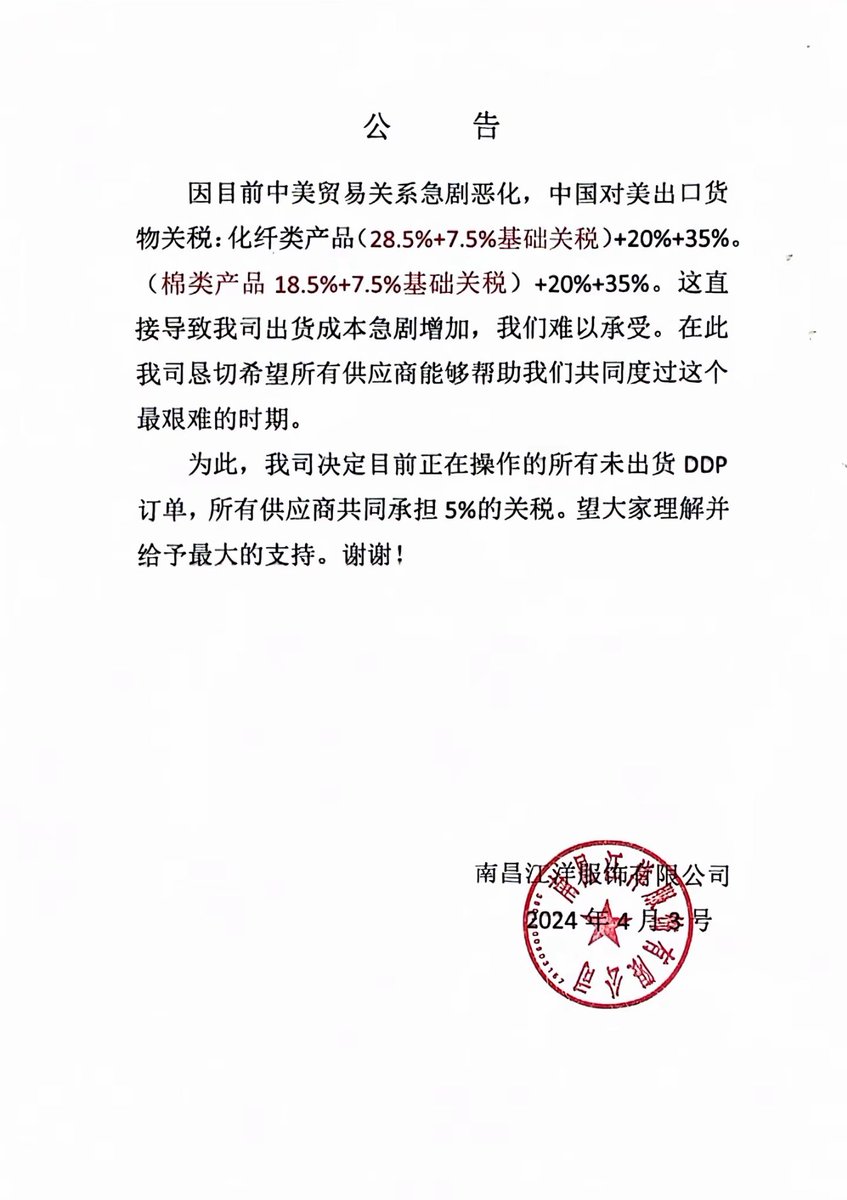 公 告
因目前中美贸易关系急剧恶化，中国对美出口货
物关税：化纤类产品（28.5%+7.5%基础关税）+20%+35%。
（棉类产品 18.5%+7.5%基础关税）+20%+35%。这直
接导致我司出货成本急剧增加，我们难以承受。在此
我司恳切希望所有供应商能够帮助我们共同度过这个
最艰难的时期。
为此，我司决定目前正在操作的所有未出货 DDP
订单，所有供应商共同承担 5%的关税。望大家理解并
给予最大的支持。谢谢！
南昌江洋服饰有限公司
2024 年 4 月 3 号
南昌江洋服饰有限公司